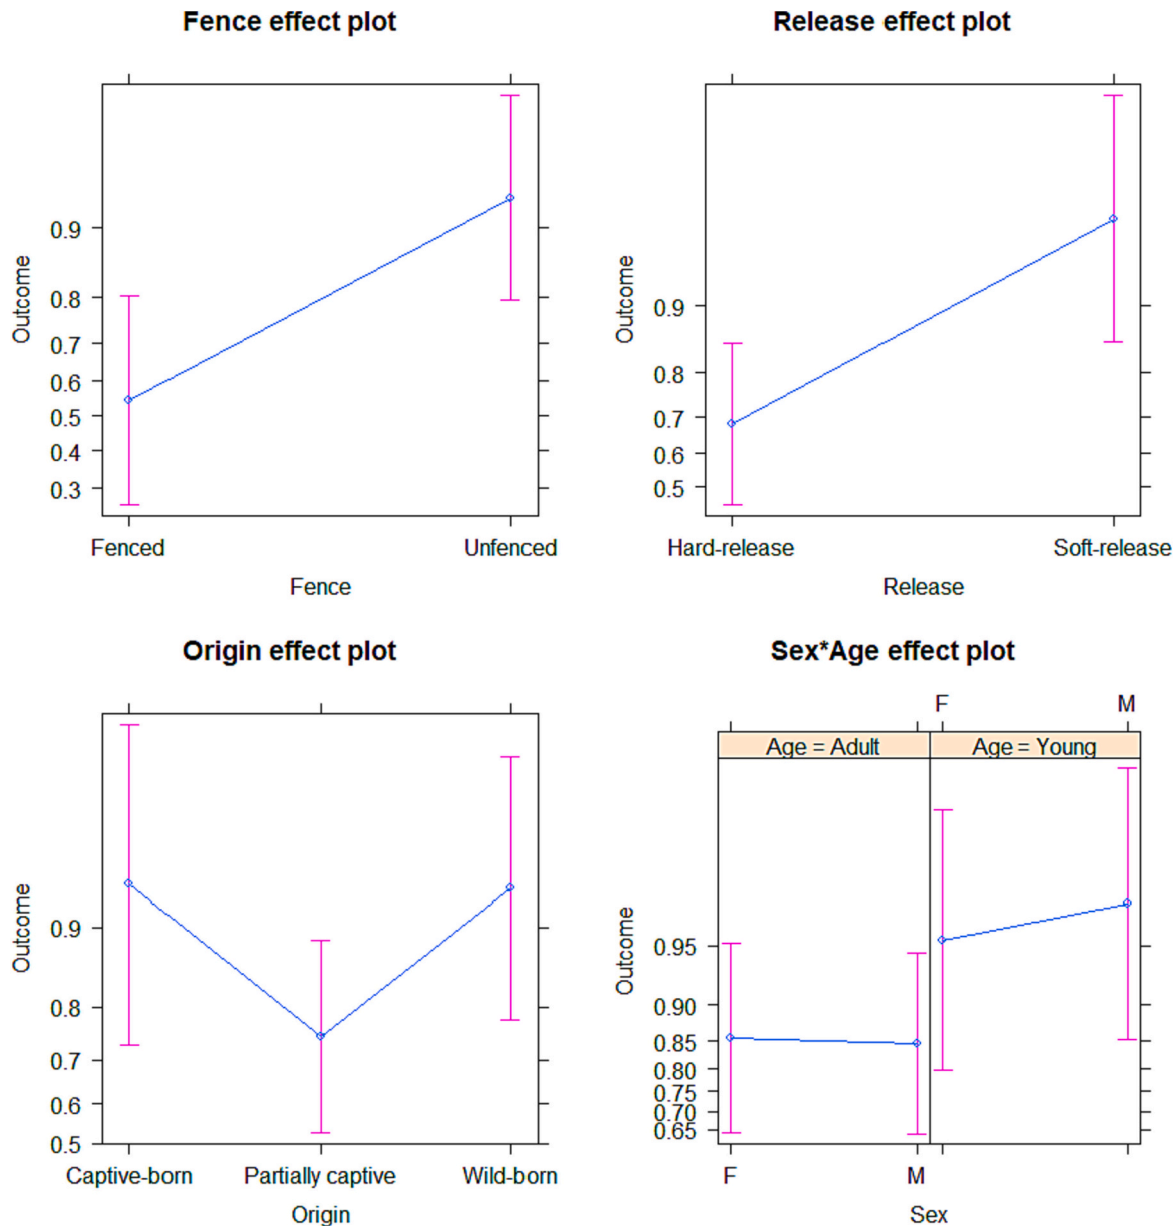 Fence effect plot
Outcome
0.9
0.8
0.7
0.6
0.5
0.4
0.3
Fenced Unfenced
Fence
Release effect plot
Outcome
0.9
0.8
0.7
0.6
0.5
Hard-release Soft-release
Release
Origin effect plot
Outcome
0.9
0.8
0.7
0.6
0.5
Captive-born Partially captive Wild-born
Origin
Sex*Age effect plot
F M
Age = Adult Age = Young
Outcome
0.95
0.90
0.85
0.80
0.75
0.70
0.65
F M
Sex